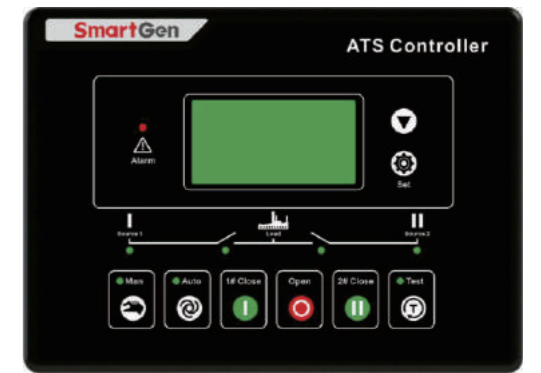 SmartGen
ATS Controller
Alarm
Set
I
II
Source 1
Load
Source 2
Man
Auto
1# Close
Open
2# Close
Test
I
II
T